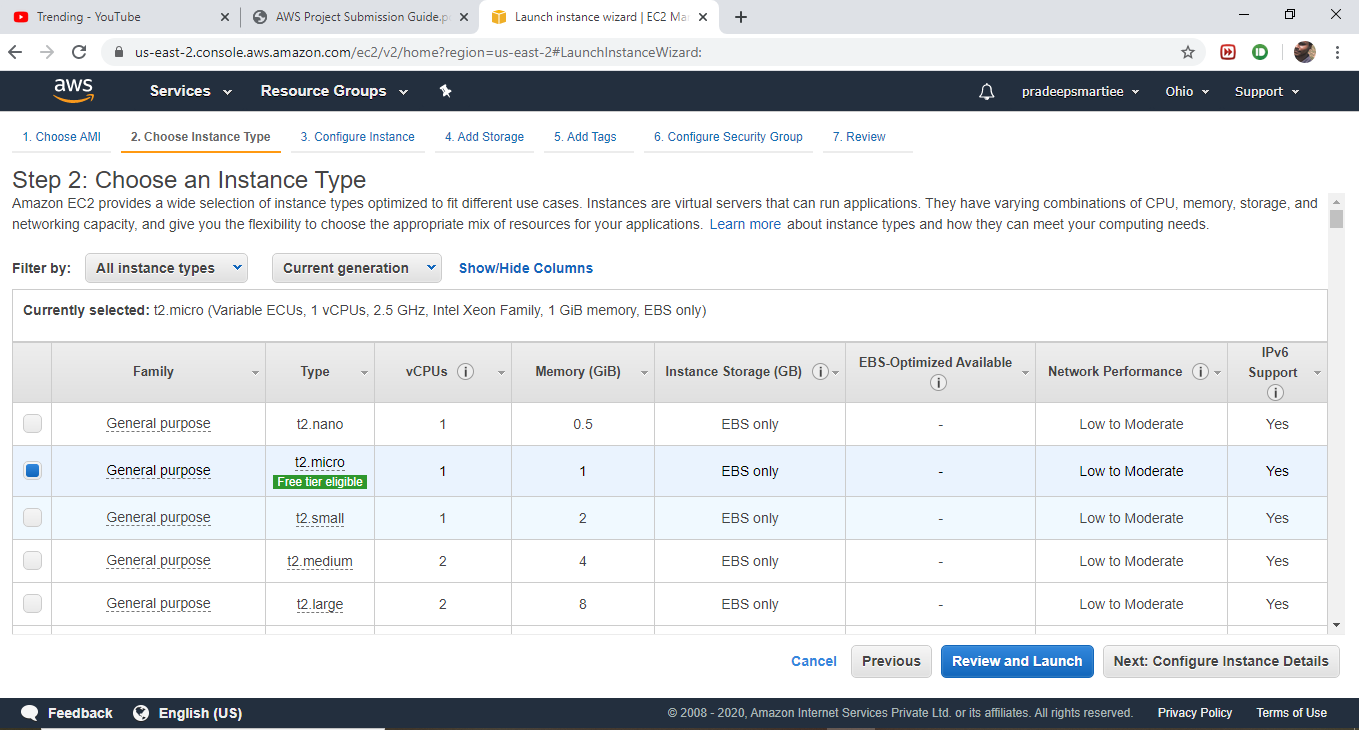 Trending - YouTube
AWS Project Submission Guide.p
Launch instance wizard | EC2 Ma
us-east-2.console.aws.amazon.com/ec2/v2/home?region=us-east-2#LaunchInstanceWizard:
aws Services Resource Groups pradeepsmartiee Ohio Support
1. Choose AMI 2. Choose Instance Type 3. Configure Instance 4. Add Storage 5. Add Tags 6. Configure Security Group 7. Review
Step 2: Choose an Instance Type
Amazon EC2 provides a wide selection of instance types optimized to fit different use cases. Instances are virtual servers that can run applications. They have varying combinations of CPU, memory, storage, and
networking capacity, and give you the flexibility to choose the appropriate mix of resources for your applications. Learn more about instance types and how they can meet your computing needs.
Filter by: All instance types Current generation Show/Hide Columns
Currently selected: t2.micro (Variable ECUs, 1 vCPUs, 2.5 GHz, Intel Xeon Family, 1 GiB memory, EBS only)
Family Type vCPUs Memory (GiB) Instance Storage (GB) EBS-Optimized Available Network Performance IPv6 Support
General purpose t2.nano 1 0.5 EBS only - Low to Moderate Yes
General purpose t2.micro 1 1 EBS only - Low to Moderate Yes
Free tier eligible
General purpose t2.small 1 2 EBS only - Low to Moderate Yes
General purpose t2.medium 2 4 EBS only - Low to Moderate Yes
General purpose t2.large 2 8 EBS only - Low to Moderate Yes
Cancel Previous Review and Launch Next: Configure Instance Details
Feedback English (US) © 2008 - 2020, Amazon Internet Services Private Ltd. or its affiliates. All rights reserved. Privacy Policy Terms of Use